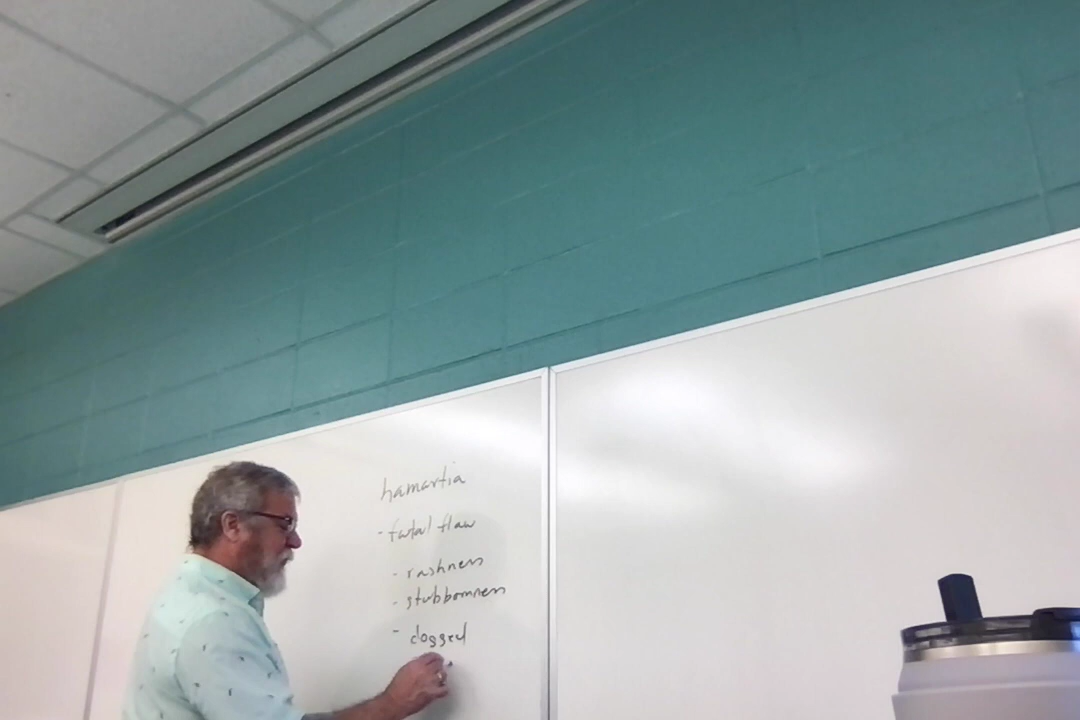 hamartia
- fatal flaw
- rashness
- stubbornness
- dogged